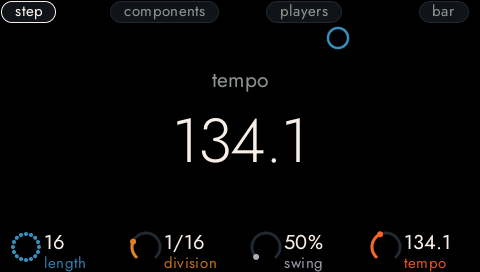 step components players bar
tempo
134.1
16 1/16 50% 134.1
length division swing tempo